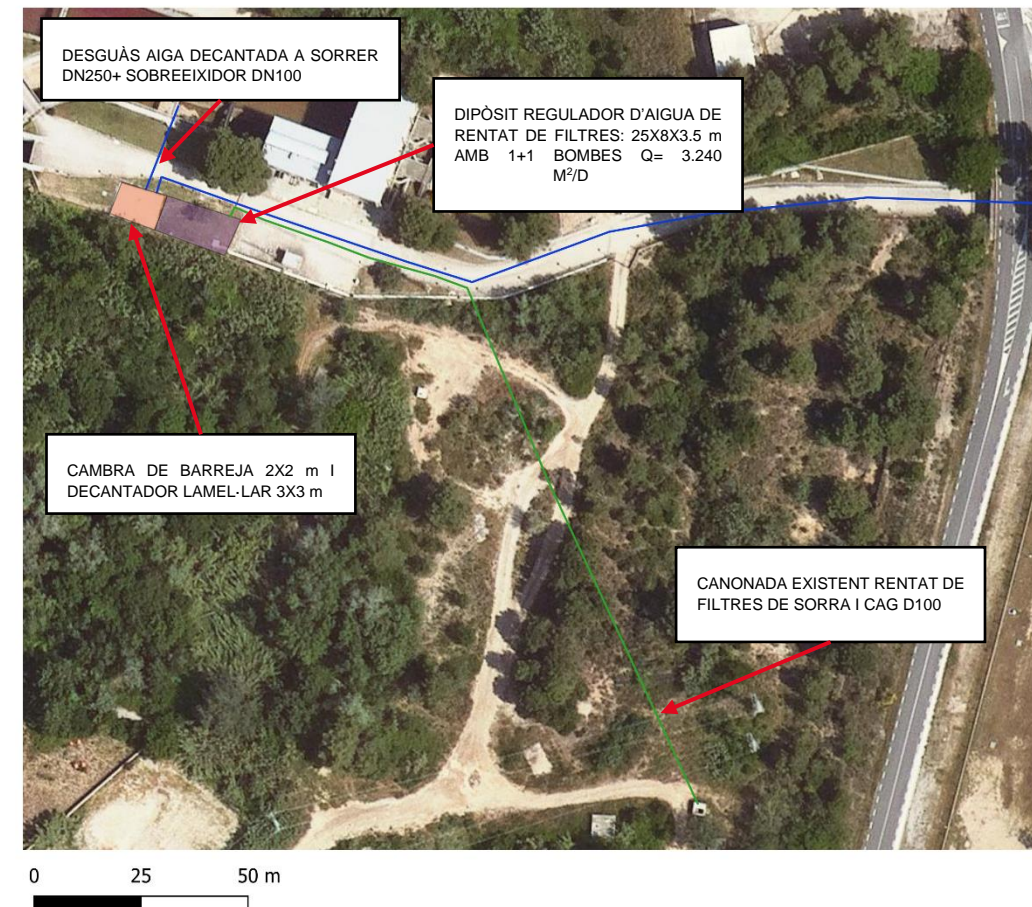 DESGUÀS AIGA DECANTADA A SORRER
DN250+ SOBREEIXIDOR DN100
DIPÒSIT REGULADOR D'AIGUA DE
RENTAT DE FILTRES: 25X8X3.5 m
AMB 1+1 BOMBES Q= 3.240
M²/D
CAMBRA DE BARREJA 2X2 m I
DECANTADOR LAMEL·LAR 3X3 m
CANONADA EXISTENT RENTAT DE
FILTRES DE SORRA I CAG D100
0 25 50 m